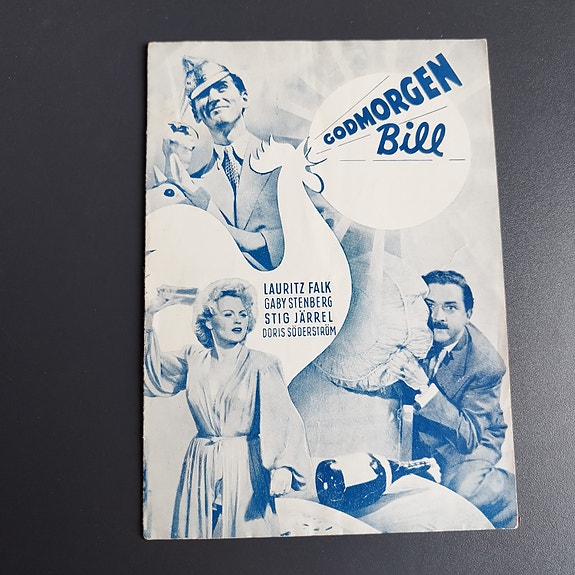 GODMORGEN
Bill
LAURITZ FALK
GABY STENBERG
STIG JÄRREL
DORIS SÖDERSTRÖM